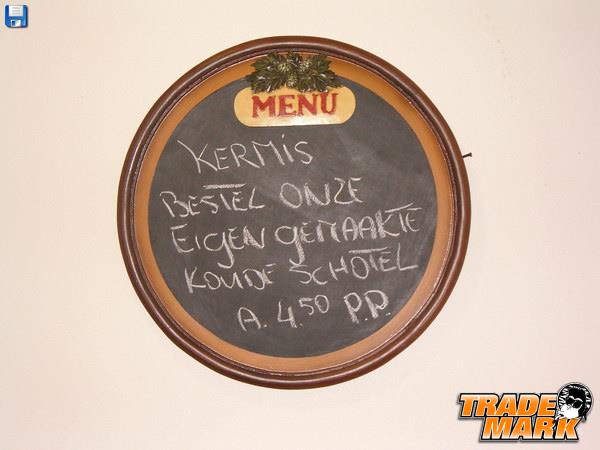 MENU
KERMIS
BESTEL ONZE
EIGEN GEMAAKTE
KOUDE SCHOTEL
A. 4.50 P.P.
TRADE
MARK